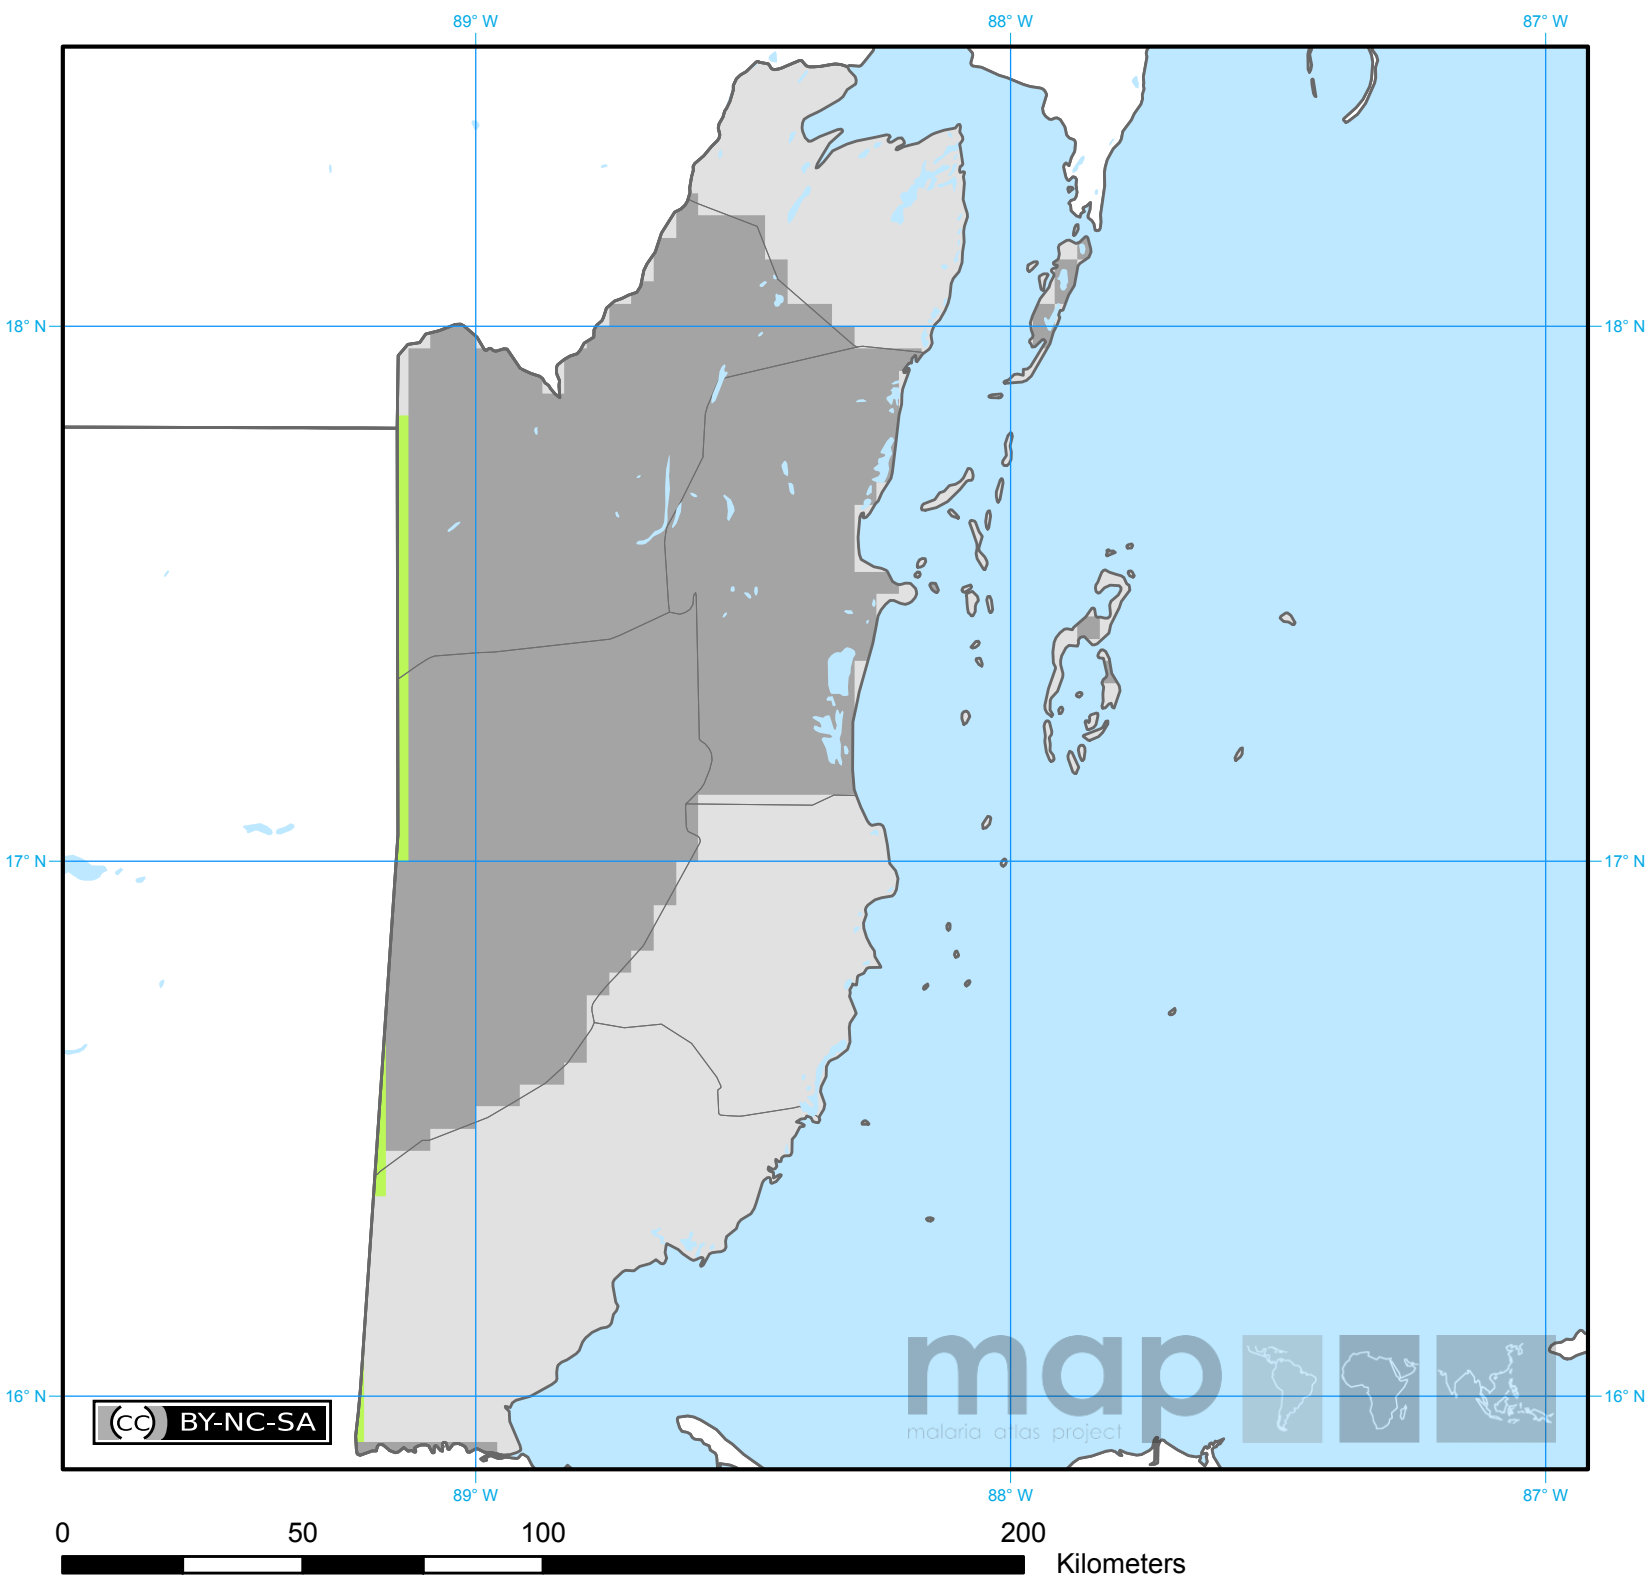 89° W 88° W 87° W
18° N 18° N
17° N 17° N
16° N 16° N
map
malaria atlas project
(cc) BY-NC-SA
89° W 88° W 87° W
0 50 100 200
Kilometers